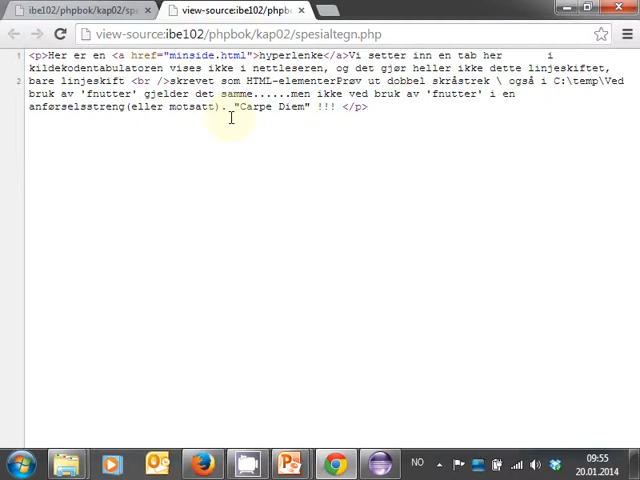 ibe102/phpbok/kap02/spe
view-source:ibe102/phpbo
view-source:ibe102/phpbok/kap02/spesialtegn.php
1 <p>Her er en <a href="minside.html">hyperlenke</a>Vi setter inn en tab her i
kildekodentabulatoren vises ikke i nettleseren, og det gjør heller ikke dette linjeskiftet,
2 bare linjeskift <br />skrevet som HTML-elementerPrøv ut dobbel skråstrek \ også i C:\temp\Ved
bruk av 'fnutter' gjelder det samme......men ikke ved bruk av 'fnutter' i en
anførselsstreng(eller motsatt). "Carpe Diem" !!! </p>
NO
09:55
20.01.2014